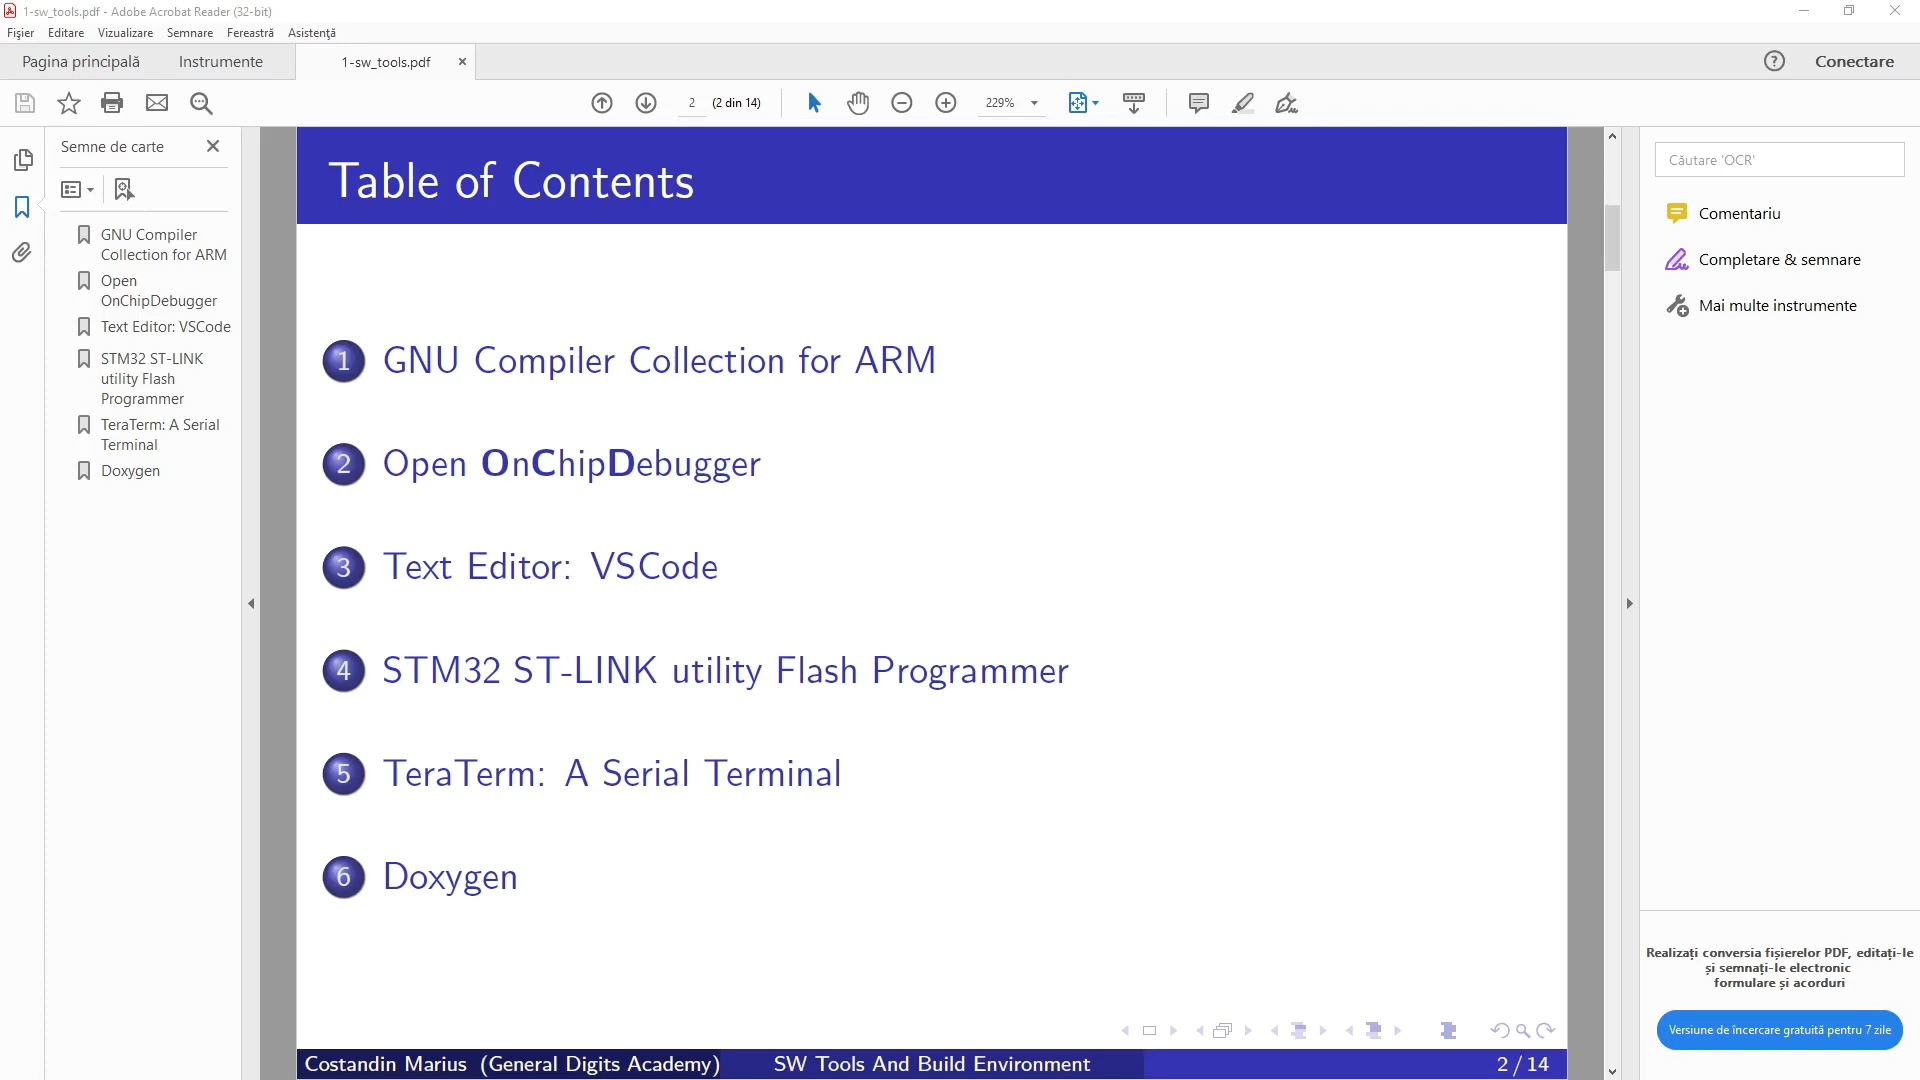 1-sw_tools.pdf - Adobe Acrobat Reader (32-bit)
Fișier Editare Vizualizare Semnare Fereastră Asistență
Pagina principală Instrumente 1-sw_tools.pdf Conectare
2 (2 din 14) 229%
Semne de carte
GNU Compiler
Collection for ARM
Open
OnChipDebugger
Text Editor: VSCode
STM32 ST-LINK
utility Flash
Programmer
TeraTerm: A Serial
Terminal
Doxygen
Table of Contents
1 GNU Compiler Collection for ARM
2 Open OnChipDebugger
3 Text Editor: VSCode
4 STM32 ST-LINK utility Flash Programmer
5 TeraTerm: A Serial Terminal
6 Doxygen
Costandin Marius (General Digits Academy) SW Tools And Build Environment 2 / 14
Căutare 'OCR'
Comentariu
Completare & semnare
Mai multe instrumente
Realizați conversia fișierelor PDF, editați-le
și semnați-le electronic
formulare și acorduri
Versiune de încercare gratuită pentru 7 zile